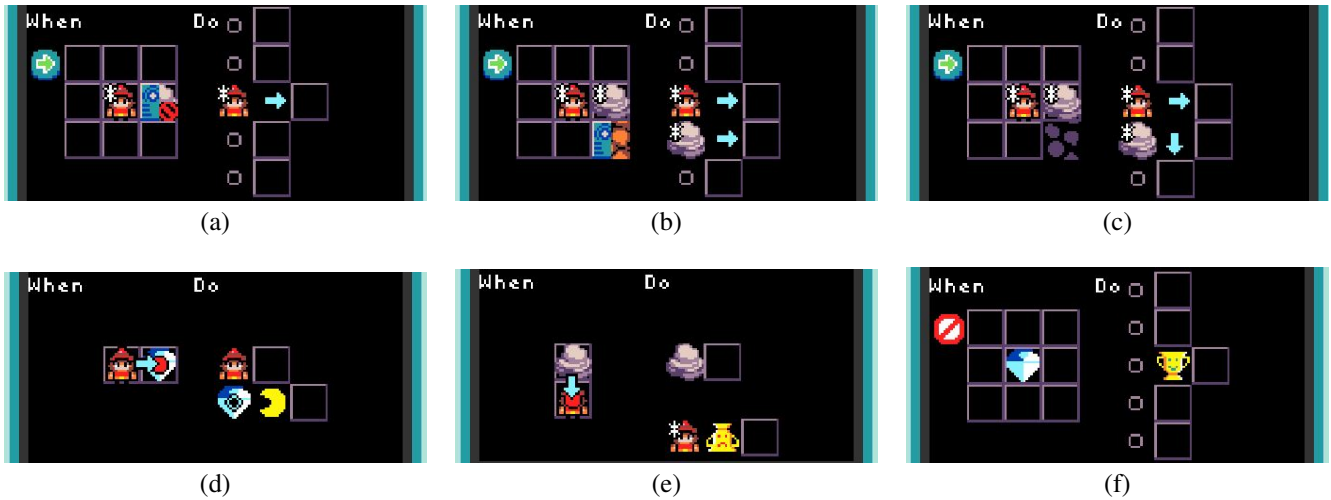 When Do
When Do
When Do
(a)
(b)
(c)
When Do
When Do
When Do
(d)
(e)
(f)